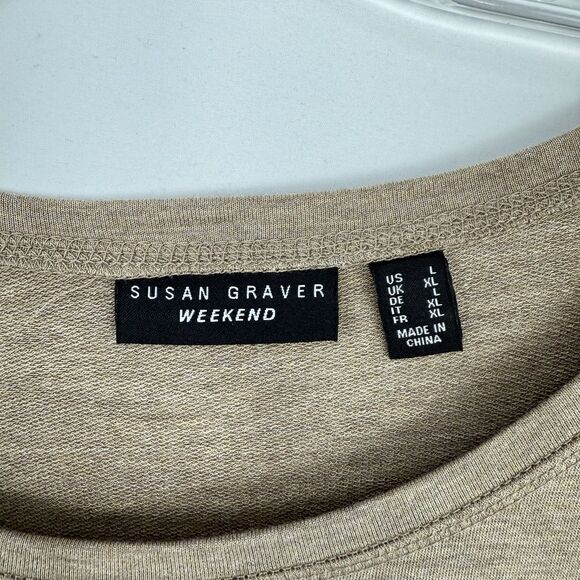 SUSAN GRAVER
WEEKEND
US L
UK XL
DE L
IT XL
FR XL
MADE IN
CHINA